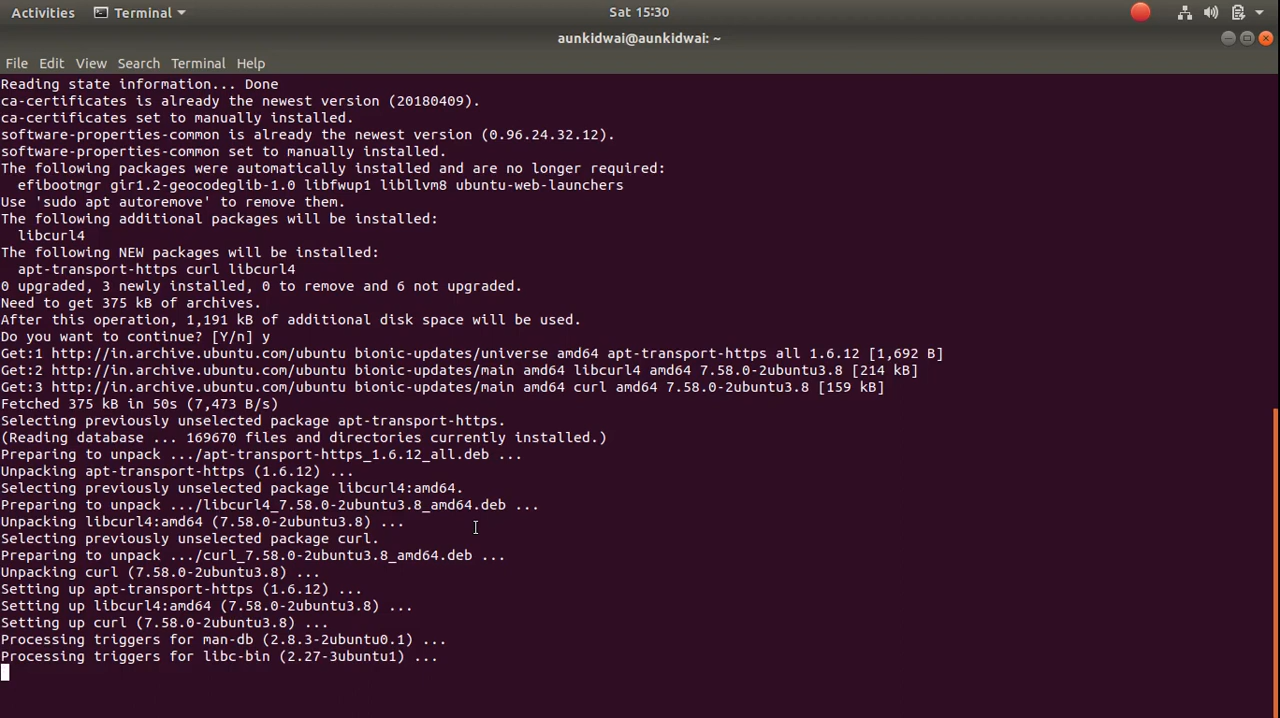 Activities Terminal Sat 15:30
aunkidwai@aunkidwai: ~
File Edit View Search Terminal Help
Reading state information... Done
ca-certificates is already the newest version (20180409).
ca-certificates set to manually installed.
software-properties-common is already the newest version (0.96.24.32.12).
software-properties-common set to manually installed.
The following packages were automatically installed and are no longer required:
  efibootmgr gir1.2-geocodeglib-1.0 libfwup1 libllvm8 ubuntu-web-launchers
Use 'sudo apt autoremove' to remove them.
The following additional packages will be installed:
  libcurl4
The following NEW packages will be installed:
  apt-transport-https curl libcurl4
0 upgraded, 3 newly installed, 0 to remove and 6 not upgraded.
Need to get 375 kB of archives.
After this operation, 1,191 kB of additional disk space will be used.
Do you want to continue? [Y/n] y
Get:1 http://in.archive.ubuntu.com/ubuntu bionic-updates/universe amd64 apt-transport-https all 1.6.12 [1,692 B]
Get:2 http://in.archive.ubuntu.com/ubuntu bionic-updates/main amd64 libcurl4 amd64 7.58.0-2ubuntu3.8 [214 kB]
Get:3 http://in.archive.ubuntu.com/ubuntu bionic-updates/main amd64 curl amd64 7.58.0-2ubuntu3.8 [159 kB]
Fetched 375 kB in 50s (7,473 B/s)
Selecting previously unselected package apt-transport-https.
(Reading database ... 169670 files and directories currently installed.)
Preparing to unpack .../apt-transport-https_1.6.12_all.deb ...
Unpacking apt-transport-https (1.6.12) ...
Selecting previously unselected package libcurl4:amd64.
Preparing to unpack .../libcurl4_7.58.0-2ubuntu3.8_amd64.deb ...
Unpacking libcurl4:amd64 (7.58.0-2ubuntu3.8) ...
Selecting previously unselected package curl.
Preparing to unpack .../curl_7.58.0-2ubuntu3.8_amd64.deb ...
Unpacking curl (7.58.0-2ubuntu3.8) ...
Setting up apt-transport-https (1.6.12) ...
Setting up libcurl4:amd64 (7.58.0-2ubuntu3.8) ...
Setting up curl (7.58.0-2ubuntu3.8) ...
Processing triggers for man-db (2.8.3-2ubuntu0.1) ...
Processing triggers for libc-bin (2.27-3ubuntu1) ...